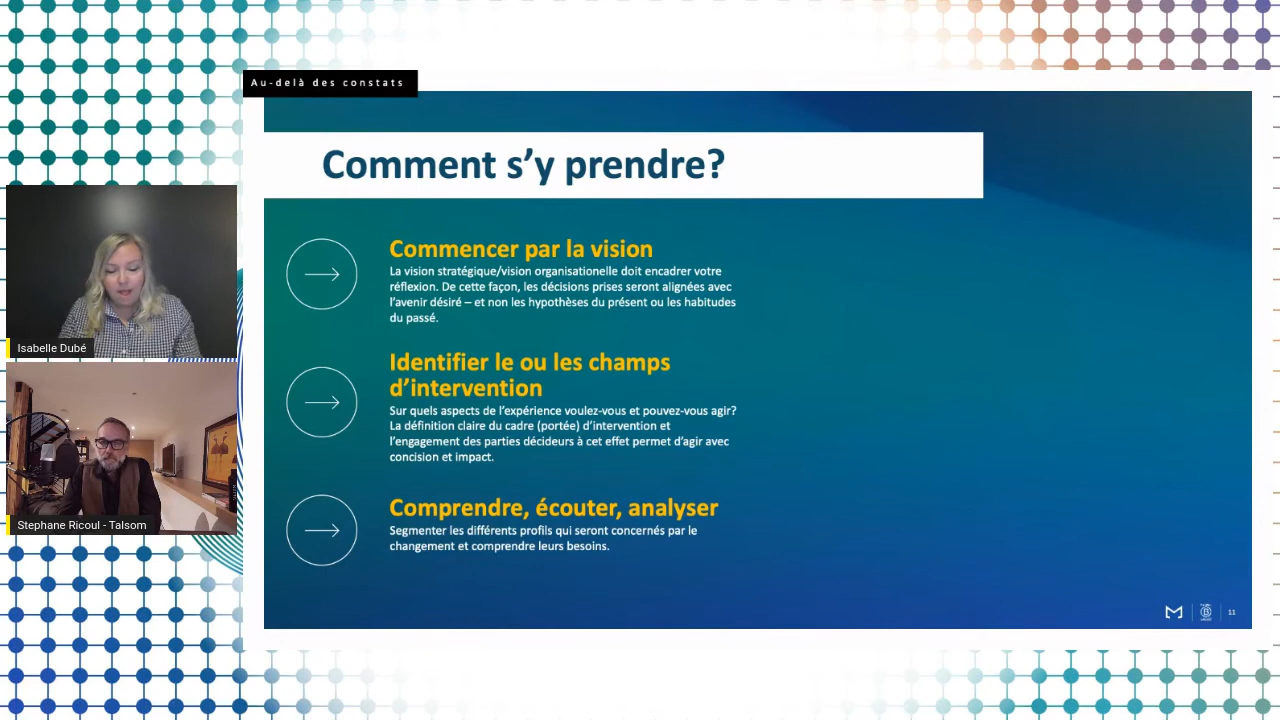 Au-delà des constats
Comment s’y prendre?
Commencer par la vision
La vision stratégique/vision organisationelle doit encadrer votre
réflexion. De cette façon, les décisions prises seront alignées avec
l’avenir désiré – et non les hypothèses du présent ou les habitudes
du passé.
Identifier le ou les champs
d’intervention
Sur quels aspects de l’expérience voulez-vous et pouvez-vous agir?
La définition claire du cadre (portée) d’intervention et
l’engagement des parties décideurs à cet effet permet d’agir avec
concision et impact.
Comprendre, écouter, analyser
Segmenter les différents profils qui seront concernés par le
changement et comprendre leurs besoins.
Isabelle Dubé
Stephane Ricoul - Talsom
11